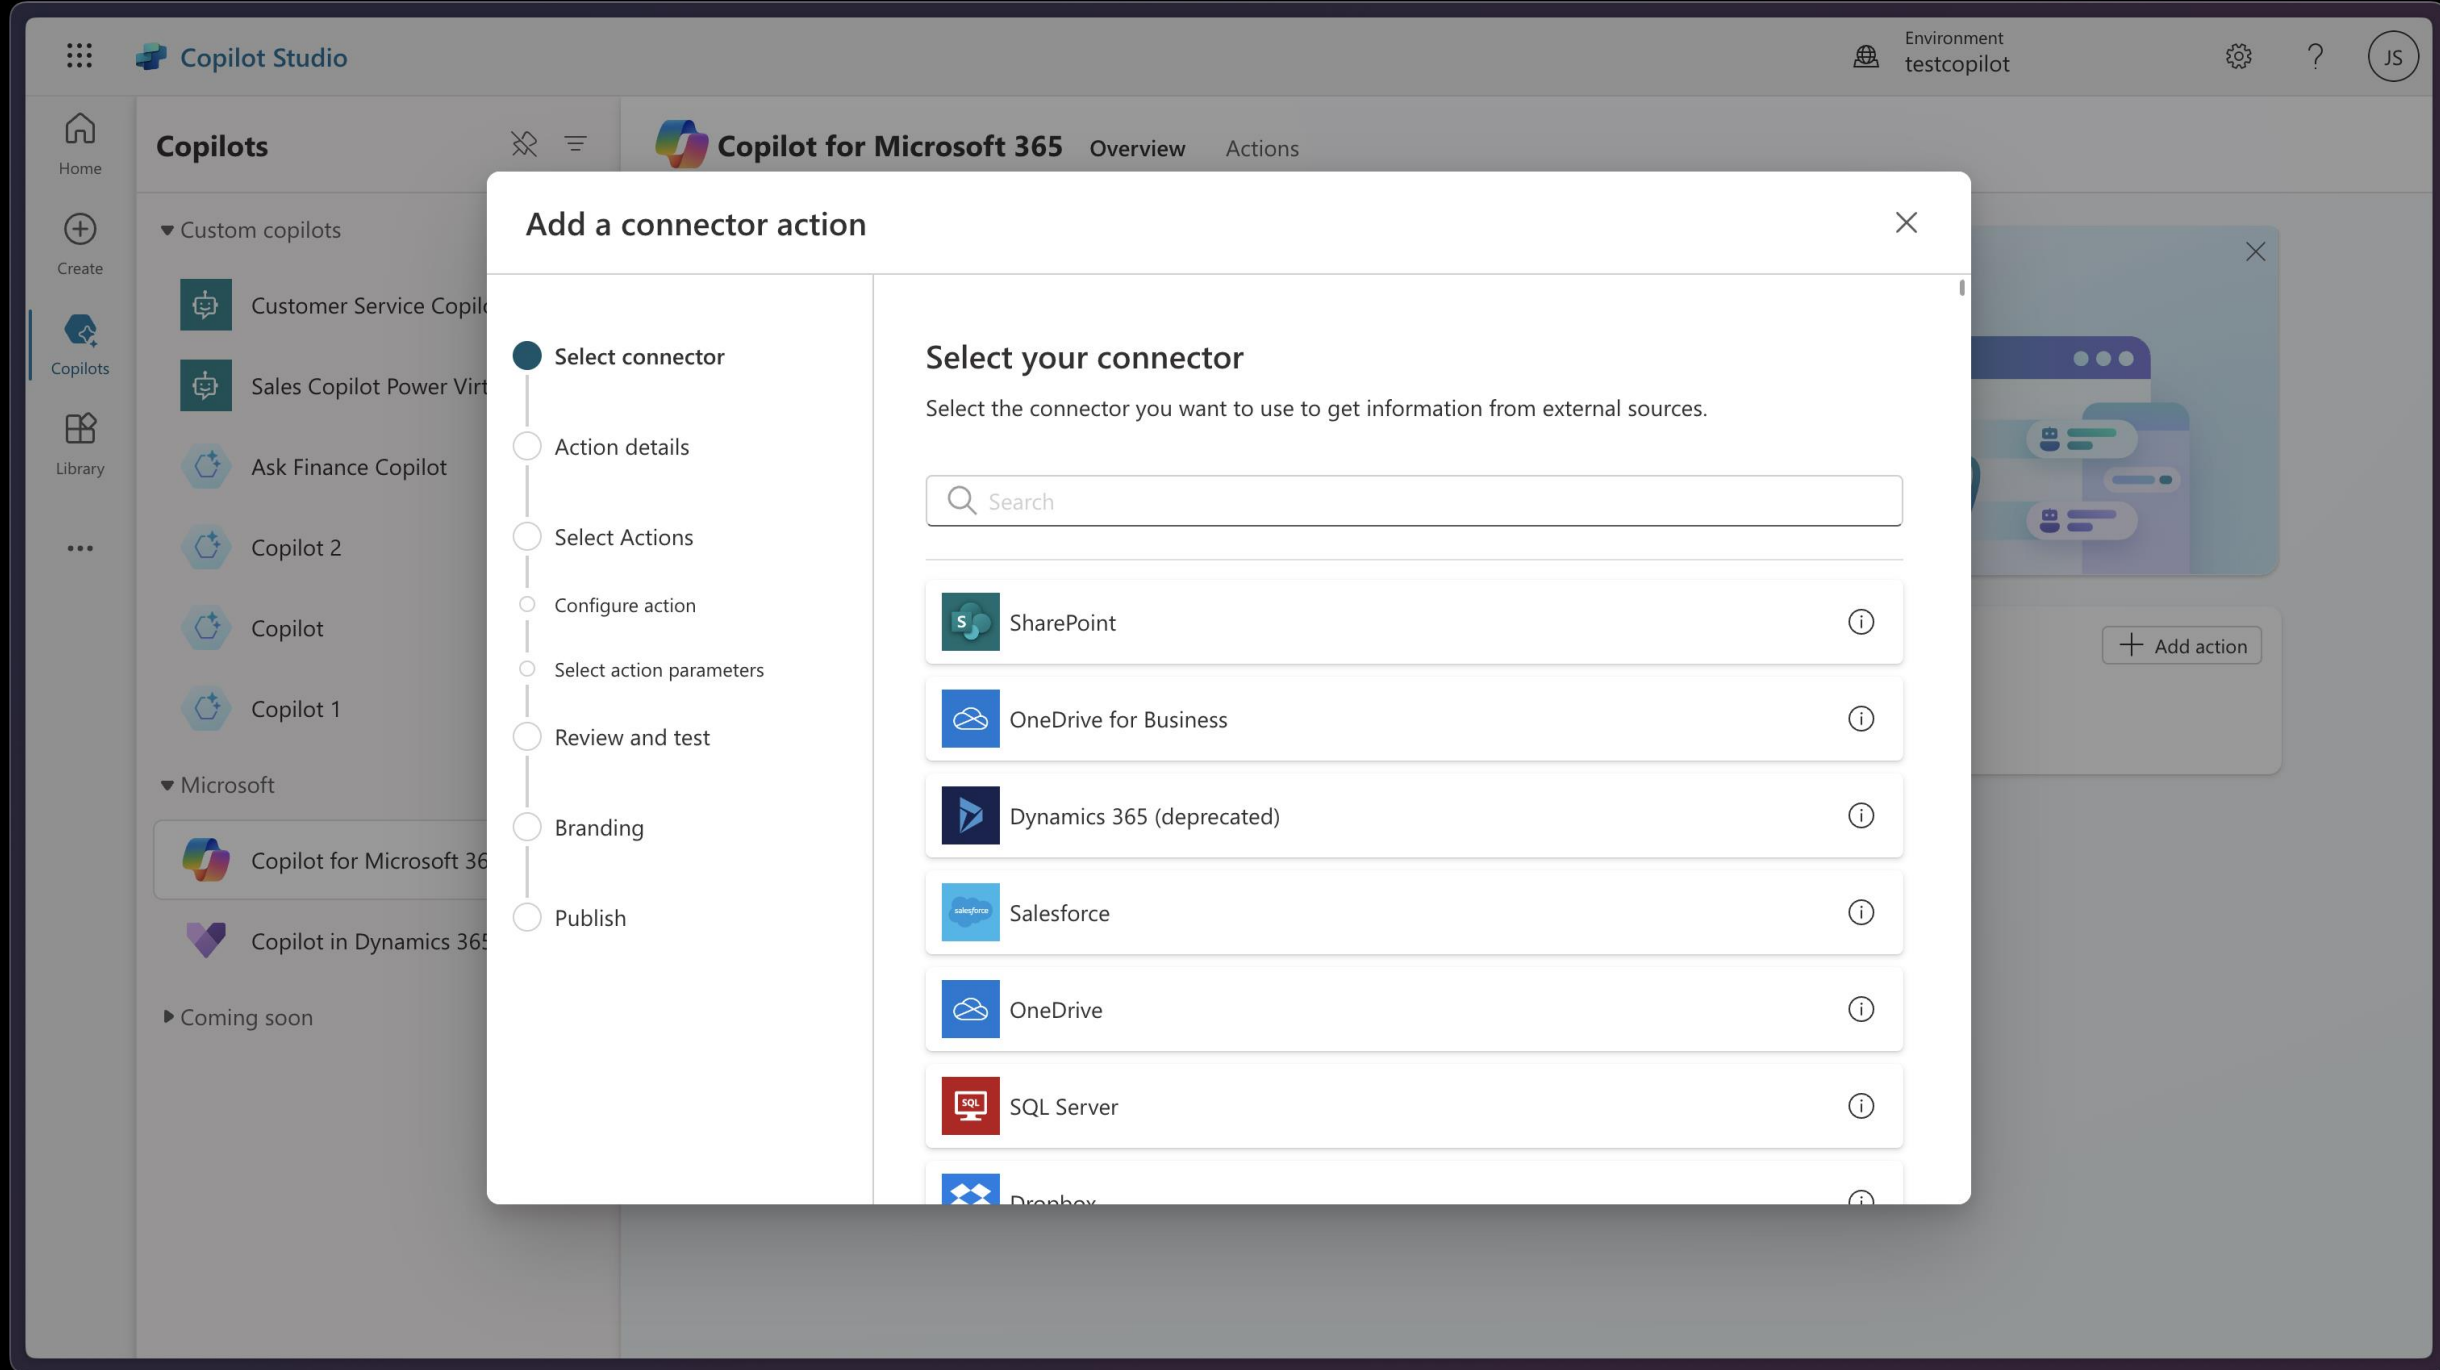 Copilot Studio
Environment
testcopilot
JS
Home
Create
Copilots
Library
Copilots
Custom copilots
Customer Service Copil
Sales Copilot Power Virt
Ask Finance Copilot
Copilot 2
Copilot
Copilot 1
Microsoft
Copilot for Microsoft 36
Copilot in Dynamics 365
Coming soon
Copilot for Microsoft 365
Overview
Actions
Add action
Add a connector action
Select connector
Action details
Select Actions
Configure action
Select action parameters
Review and test
Branding
Publish
Select your connector
Select the connector you want to use to get information from external sources.
Search
S
SharePoint
OneDrive for Business
Dynamics 365 (deprecated)
salesforce
Salesforce
OneDrive
SQL
SQL Server
Dropbox